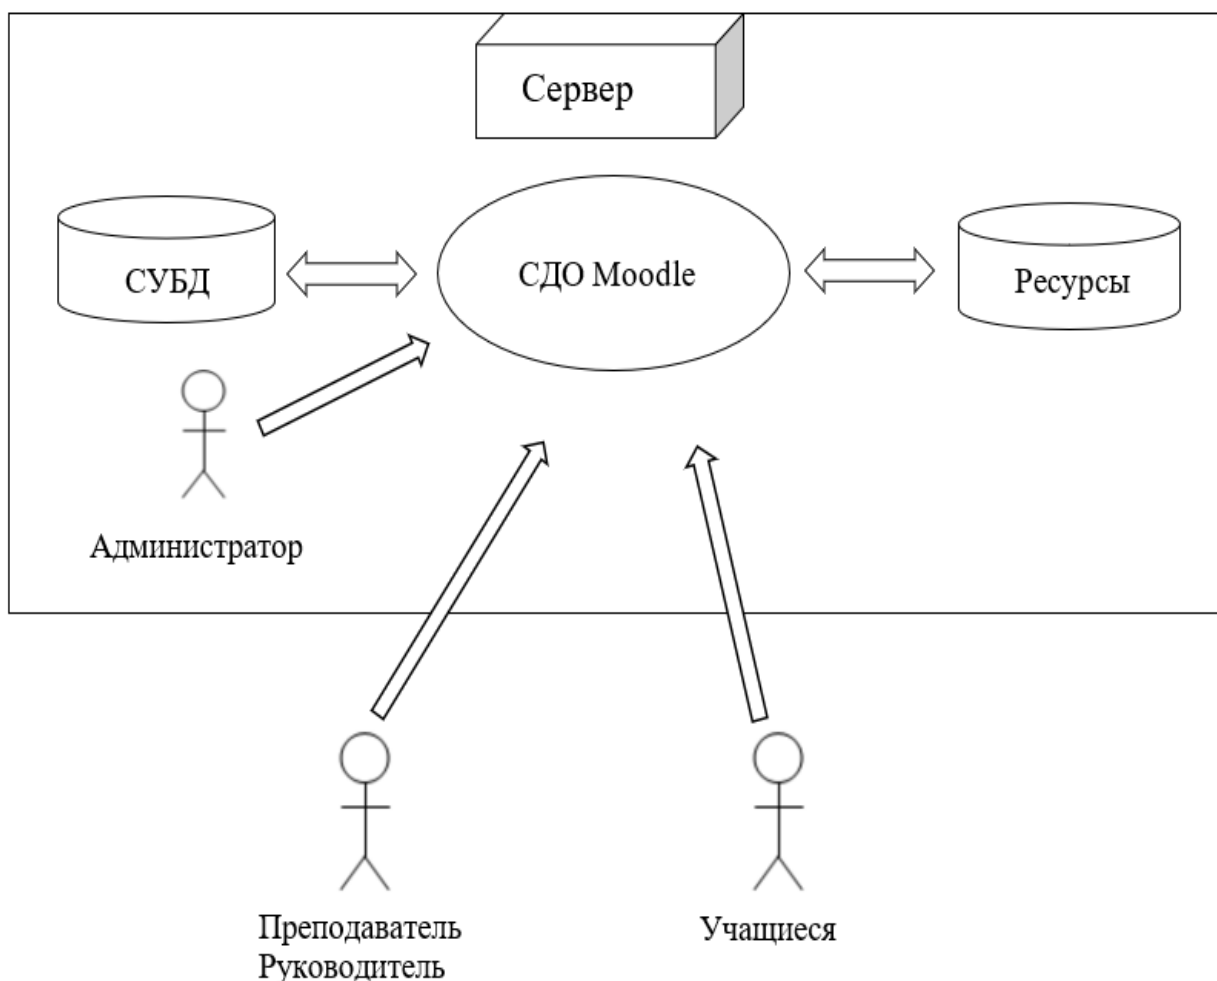 Сервер
СУБД
СДО Moodle
Ресурсы
Администратор
Преподаватель
Руководитель
Учащиеся